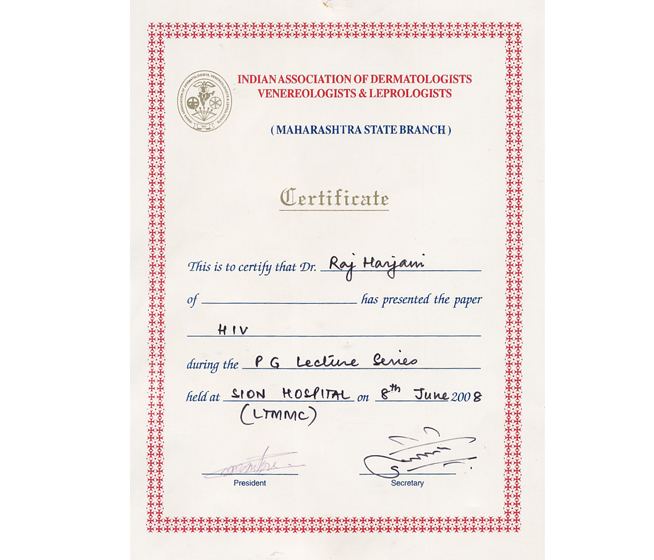 INDIAN ASSOCIATION OF DERMATOLOGISTS
VENEREOLOGISTS & LEPROLOGISTS
( MAHARASHTRA STATE BRANCH )
Certificate
This is to certify that Dr. Raj Harjani
of has presented the paper
HIV
during the P G Lecture Series
held at SION HOSPITAL on 8th June 2008
(LTMMC)
President
Secretary